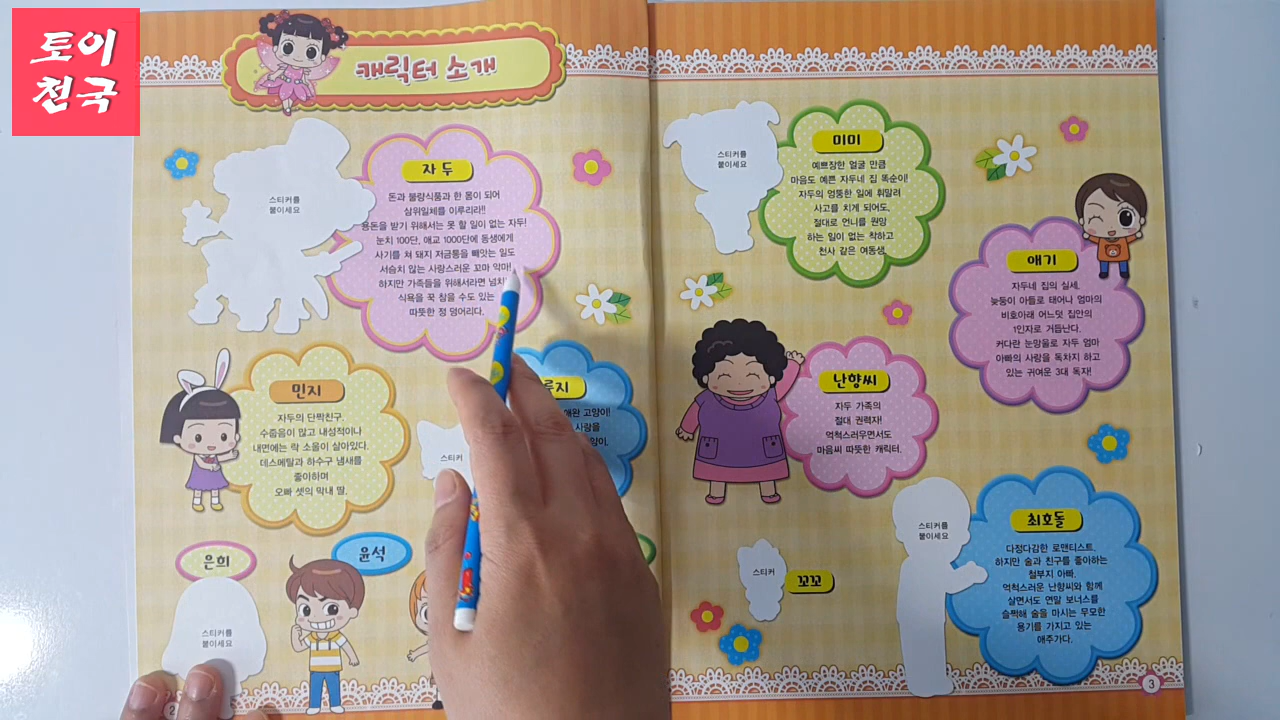 토이
천국
캐릭터 소개
스티커를
붙이세요
자두
돈과 불량식품과 한 몸이 되어
삼위일체를 이루리라!!
용돈을 받기 위해서는 못 할 일이 없는 자두!
눈치 100단, 애교 1000단에 동생에게
사기를 쳐 돼지 저금통을 빼앗는 일도
서슴치 않는 사랑스러운 꼬마 악마!
하지만 가족들을 위해서라면 넘치
식욕을 꾹 참을 수도 있는
따뜻한 정 덩어리다.
민지
자두의 단짝친구
수줍음이 많고 내성적이나
내면에는 락 소울이 살아있다.
데스메탈과 하수구 냄새를
좋아하며
오빠 셋의 막내 딸.
루지
애완 고양이!
사랑을
양이.
스티커
은희
스티커를
붙이세요
윤석
2
스티커를
붙이세요
미미
예쁘장한 얼굴 만큼
마음도 예쁜 자두네 집 똑순이!
자두의 엉뚱한 일에 휘말려
사고를 치게 되어도,
절대로 언니를 원망
하는 일이 없는 착하고
천사 같은 여동생.
애기
자두네 집의 실세.
늦둥이 아들로 태어나 엄마의
비호아래 어느덧 집안의
1인자로 거듭난다.
커다란 눈망울로 자두 엄마
아빠의 사랑을 독차지 하고
있는 귀여운 3대 독자!
난향씨
자두 가족의
절대 권력자!
억척스러우면서도
마음씨 따뜻한 캐릭터.
스티커
꼬꼬
스티커를
붙이세요
최호돌
다정다감한 로맨티스트.
하지만 술과 친구를 좋아하는
철부지 아빠.
억척스러운 난향씨와 함께
살면서도 연말 보너스를
슬쩍해 술을 마시는 무모한
용기를 가지고 있는
애주가다.
3